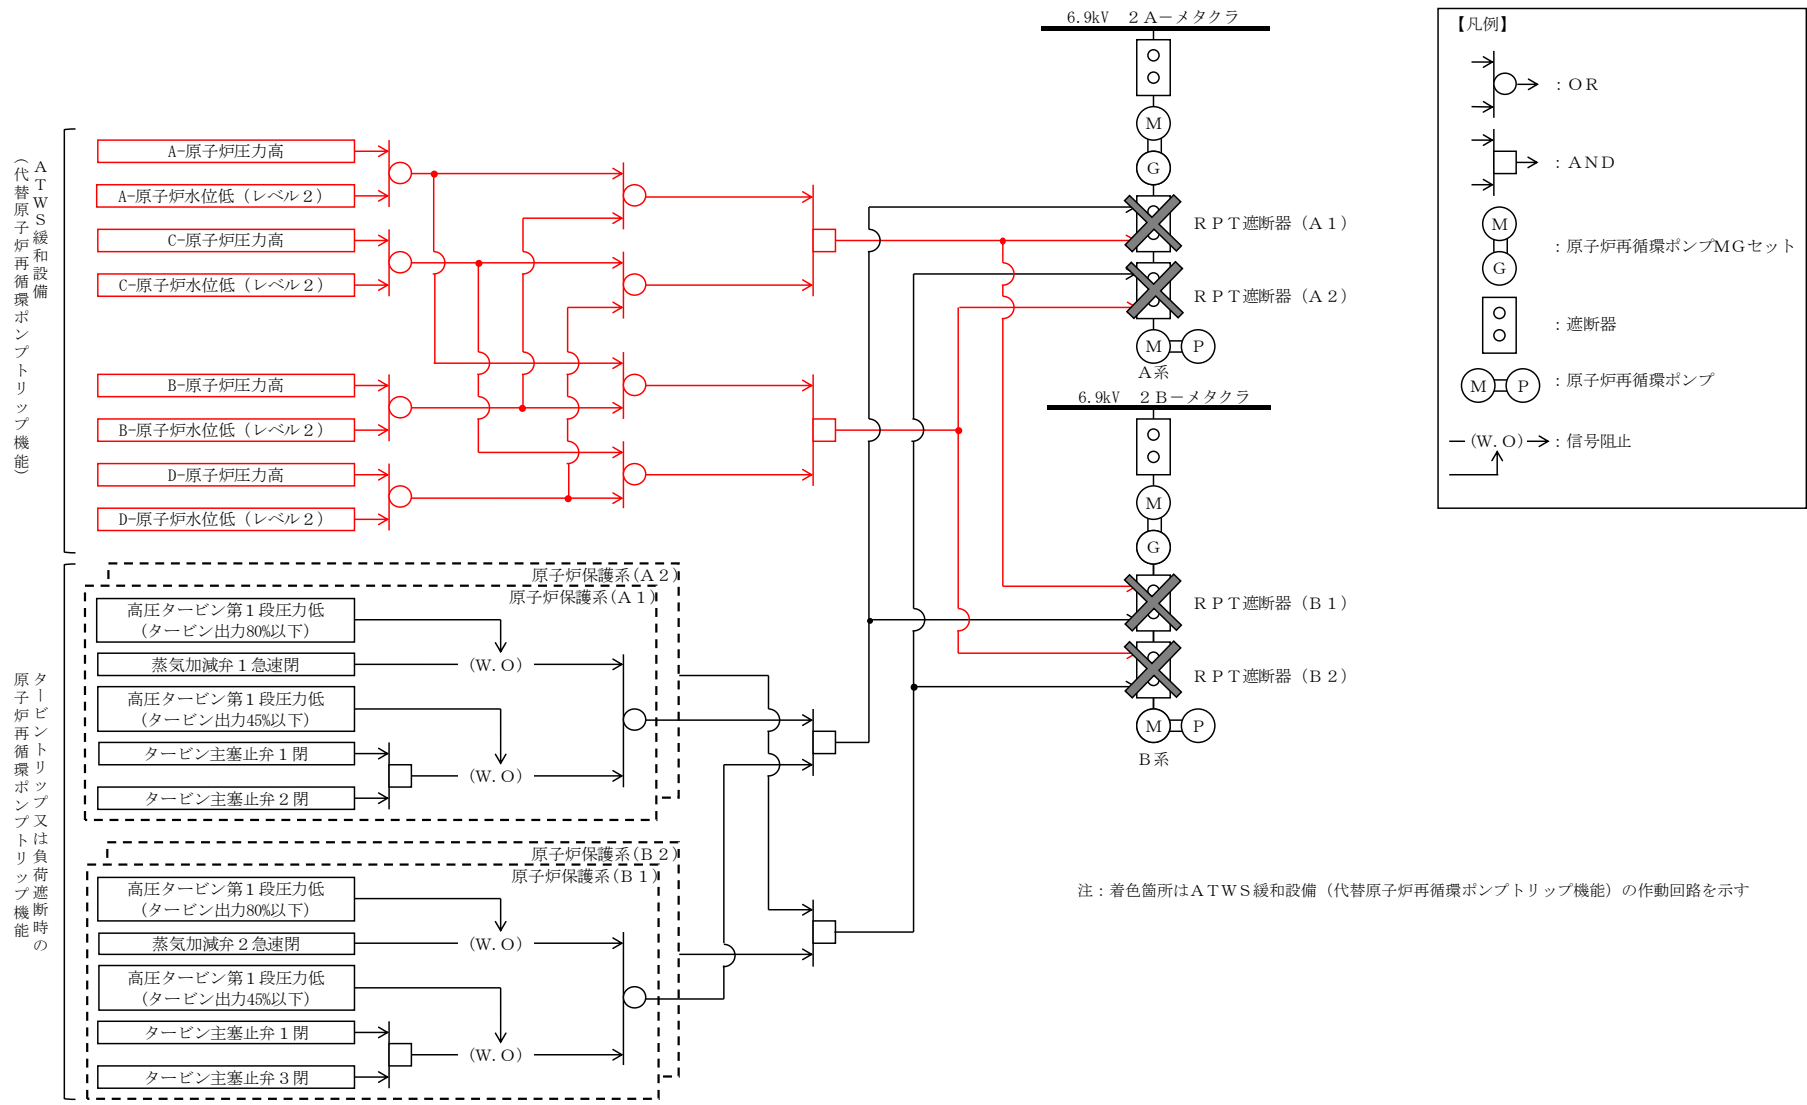 6.9kV　２Ａ－メタクラ
ＡＴＷＳ緩和設備
（代替原子炉再循環ポンプトリップ機能）
A-原子炉圧力高
A-原子炉水位低（レベル２）
C-原子炉圧力高
C-原子炉水位低（レベル２）
B-原子炉圧力高
B-原子炉水位低（レベル２）
D-原子炉圧力高
D-原子炉水位低（レベル２）
M
G
ＲＰＴ遮断器（Ａ１）
ＲＰＴ遮断器（Ａ２）
M
P
Ａ系
6.9kV　２Ｂ－メタクラ
M
G
ＲＰＴ遮断器（Ｂ１）
ＲＰＴ遮断器（Ｂ２）
M
P
Ｂ系
タービントリップ又は負荷遮断時の
原子炉再循環ポンプトリップ機能
原子炉保護系(Ａ２)
原子炉保護系(Ａ１)
高圧タービン第１段圧力低
(タービン出力80%以下)
(Ｗ.Ｏ)
蒸気加減弁１急速閉
高圧タービン第１段圧力低
(タービン出力45%以下)
タービン主塞止弁１閉
(Ｗ.Ｏ)
タービン主塞止弁２閉
原子炉保護系(Ｂ２)
原子炉保護系(Ｂ１)
高圧タービン第１段圧力低
(タービン出力80%以下)
蒸気加減弁２急速閉
(Ｗ.Ｏ)
高圧タービン第１段圧力低
(タービン出力45%以下)
タービン主塞止弁１閉
(Ｗ.Ｏ)
タービン主塞止弁３閉
【凡例】
：ＯＲ
：ＡＮＤ
M
G
：原子炉再循環ポンプMGセット
：遮断器
M
P
：原子炉再循環ポンプ
(Ｗ.Ｏ)
：信号阻止
注：着色箇所はＡＴＷＳ緩和設備（代替原子炉再循環ポンプトリップ機能）の作動回路を示す